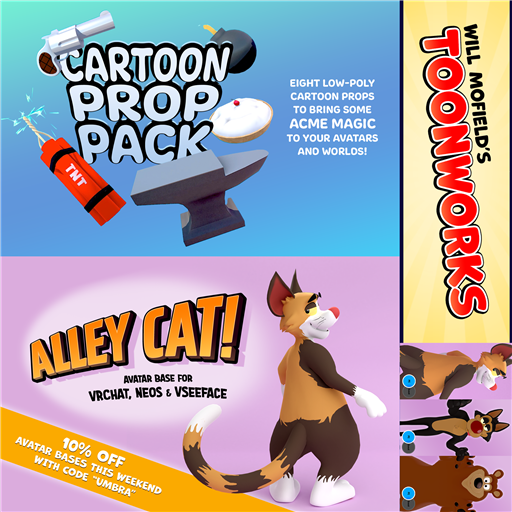 CARTOON
PROP
PACK
TNT
EIGHT LOW-POLY
CARTOON PROPS
TO BRING SOME
ACME MAGIC
TO YOUR AVATARS
AND WORLDS!
WILL MOFIELD'S
TOONWORKS
ALLEY CAT!
AVATAR BASE FOR
VRCHAT, NEOS & VSEEFACE
10% OFF
AVATAR BASES THIS WEEKEND
WITH CODE "UMBRA"